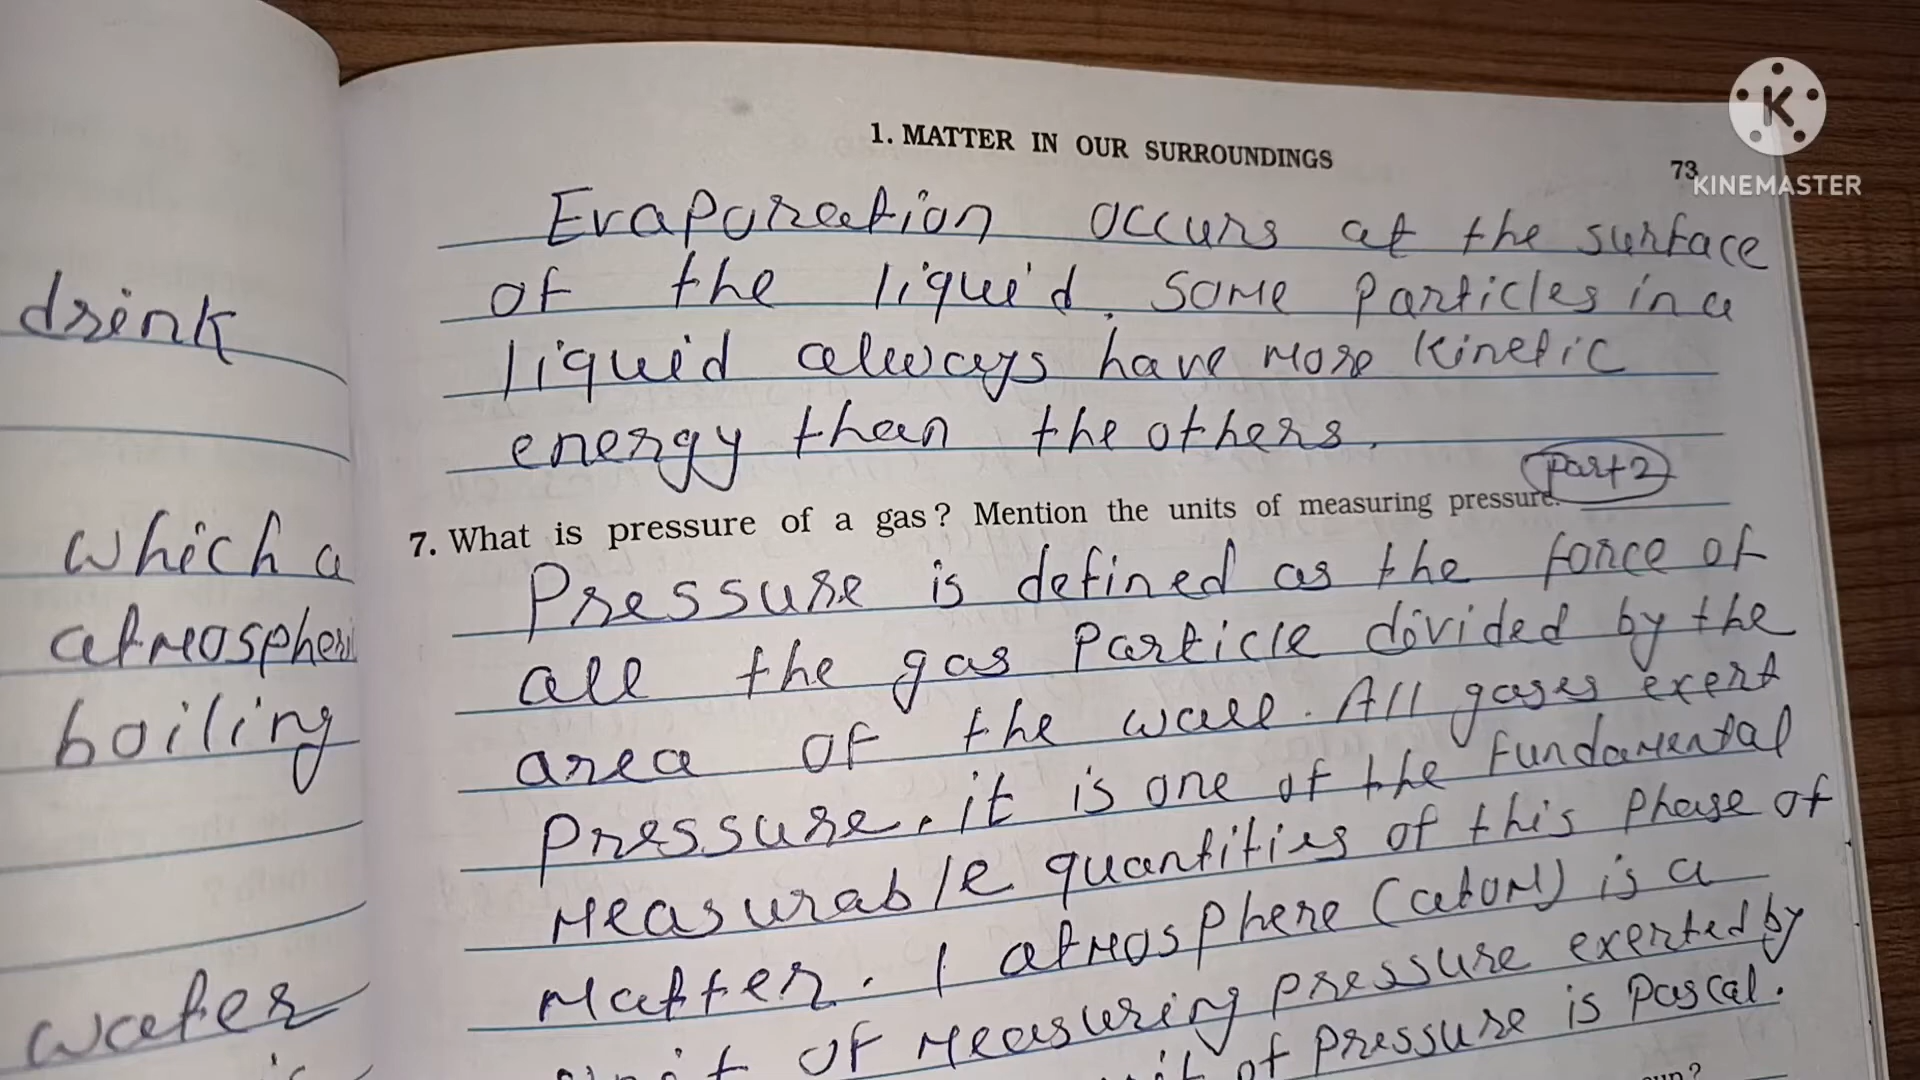 1. MATTER IN OUR SURROUNDINGS
73
KINEMASTER
Evaporation occurs at the surface
of the liquid. Some particles in a
liquid always have more kinetic
energy than the others.
part 2
7. What is pressure of a gas? Mention the units of measuring pressure.
Pressure is defined as the force of
all the gas particle divided by the
area of the wall. All gases exert
pressure. it is one of the fundamental
measurable quantities of this phase of
matter. 1 atmosphere (atom) is a
unit of measuring pressure exerted by
of pressure is pascal.
drink
which a
atmospheri
boiling
water